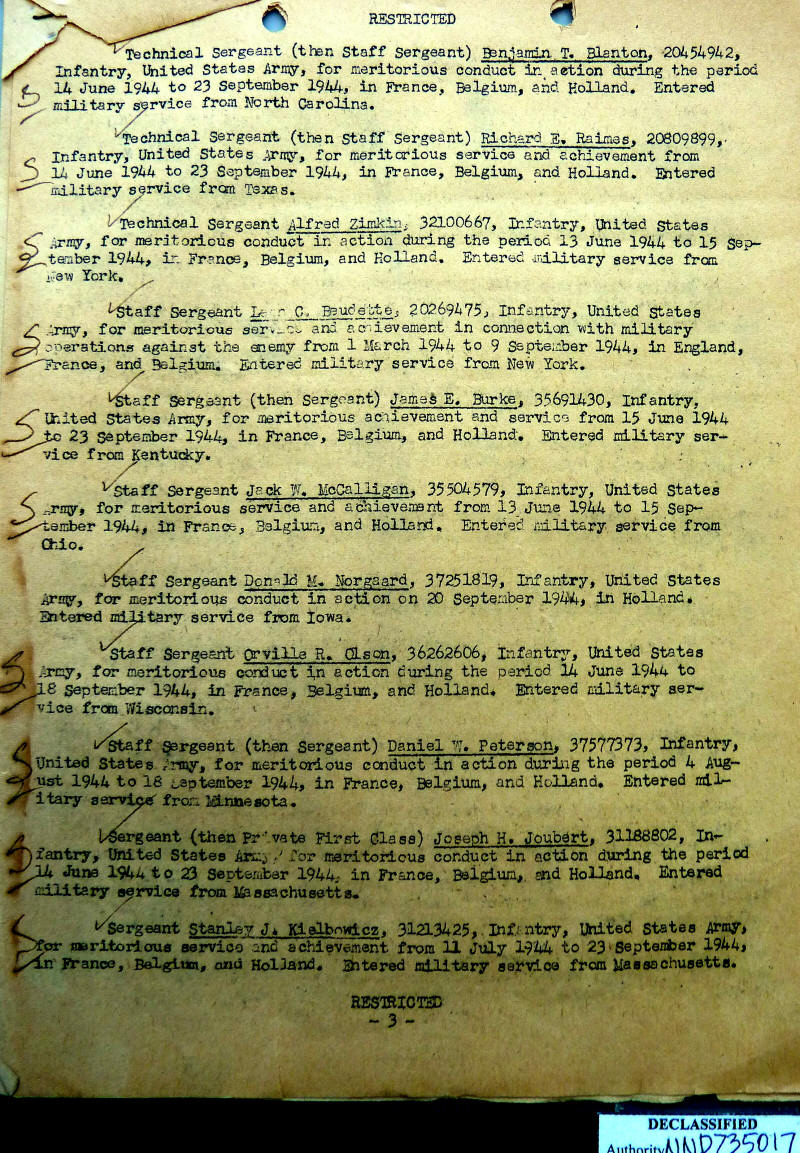 RESTRICTED
Technical Sergeant (then Staff Sergeant) Benjamin T. Blanton, 20454942,
Infantry, United States Army, for meritorious conduct in action during the period
14 June 1944 to 23 September 1944, in France, Belgium, and Holland. Entered
military service from North Carolina.
Technical Sergeant (then Staff Sergeant) Richard E. Raimes, 20809899,
Infantry, United States Army, for meritorious service and achievement from
14 June 1944 to 23 September 1944, in France, Belgium, and Holland. Entered
military service from Texas.
Technical Sergeant Alfred Zimkin, 32100667, Infantry, United States
Army, for meritorious conduct in action during the period 13 June 1944 to 15 Sep-
tember 1944, in France, Belgium, and Holland. Entered military service from
New York.
Staff Sergeant C. Beudette, 20269475, Infantry, United States
Army, for meritorious service and achievement in connection with military
operations against the enemy from 1 March 1944 to 9 September 1944, in England,
France, and Belgium. Entered military service from New York.
Staff Sergeant (then Sergeant) James E. Burke, 35691430, Infantry,
United States Army, for meritorious achievement and service from 15 June 1944
to 23 September 1944, in France, Belgium, and Holland. Entered military ser-
vice from Kentucky.
Staff Sergeant Jack W. McCalligan, 35504579, Infantry, United States
Army, for meritorious service and achievement from 13 June 1944 to 15 Sep-
tember 1944, in France, Belgium, and Holland. Entered military service from
Ohio.
Staff Sergeant Donald M. Norgaard, 37251819, Infantry, United States
Army, for meritorious conduct in action on 20 September 1944, in Holland.
Entered military service from Iowa.
Staff Sergeant Orville R. Olson, 36262606, Infantry, United States
Army, for meritorious conduct in action during the period 14 June 1944 to
18 September 1944, in France, Belgium, and Holland. Entered military ser-
vice from Wisconsin.
Staff Sergeant (then Sergeant) Daniel W. Peterson, 37577373, Infantry,
United States Army, for meritorious conduct in action during the period 4 Aug-
ust 1944 to 18 September 1944, in France, Belgium, and Holland. Entered mil-
itary service from Minnesota.
Sergeant (then Private First Class) Joseph H. Joubert, 31188802, In-
fantry, United States Army, for meritorious conduct in action during the period
14 June 1944 to 23 September 1944, in France, Belgium, and Holland. Entered
military service from Massachusetts.
Sergeant Stanley J. Kielbowicz, 31213425, Infantry, United States Army,
for meritorious service and achievement from 11 July 1944 to 23 September 1944,
in France, Belgium, and Holland. Entered military service from Massachusetts.
RESTRICTED
- 3 -
DECLASSIFIED
Authority NND735017